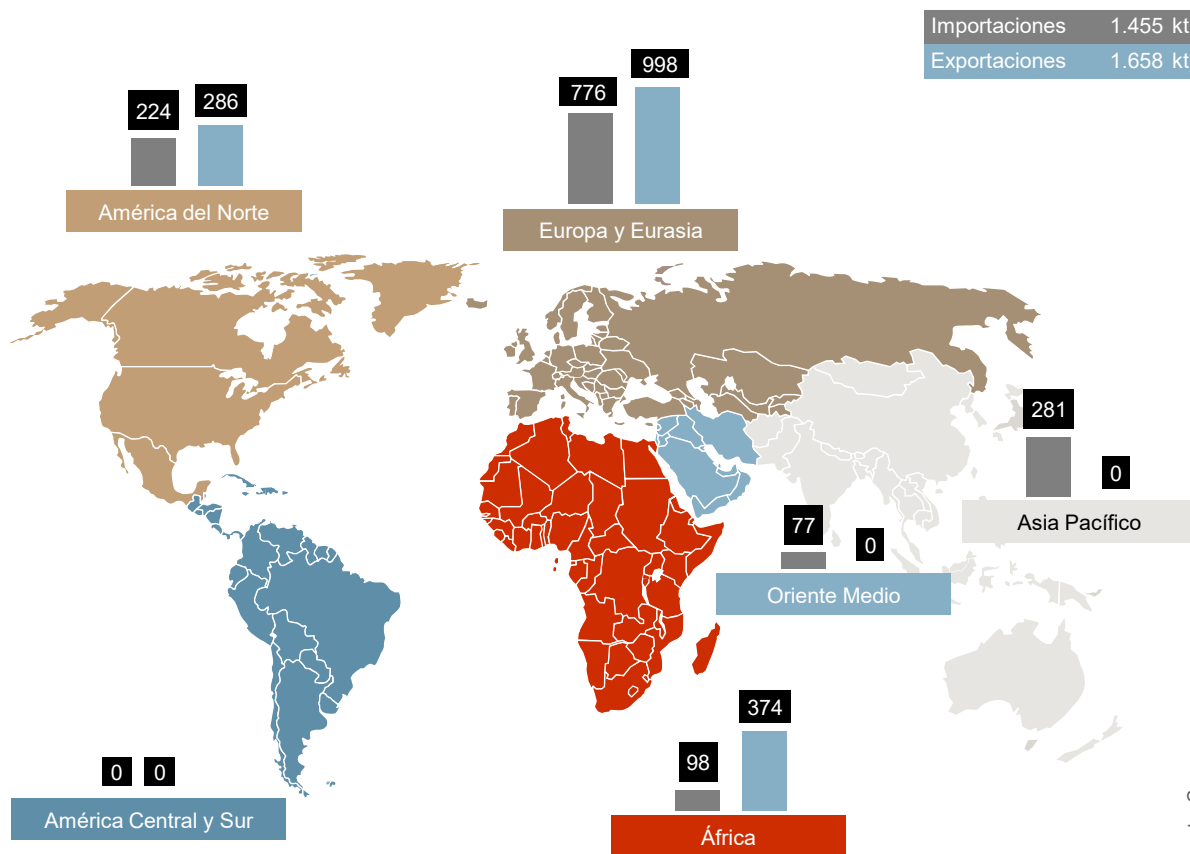 Importaciones 1.455 kt
Exportaciones 1.658 kt
224 286
América del Norte
776 998
Europa y Eurasia
281 0
Asia Pacífico
77 0
Oriente Medio
374
98
África
0 0
América Central y Sur